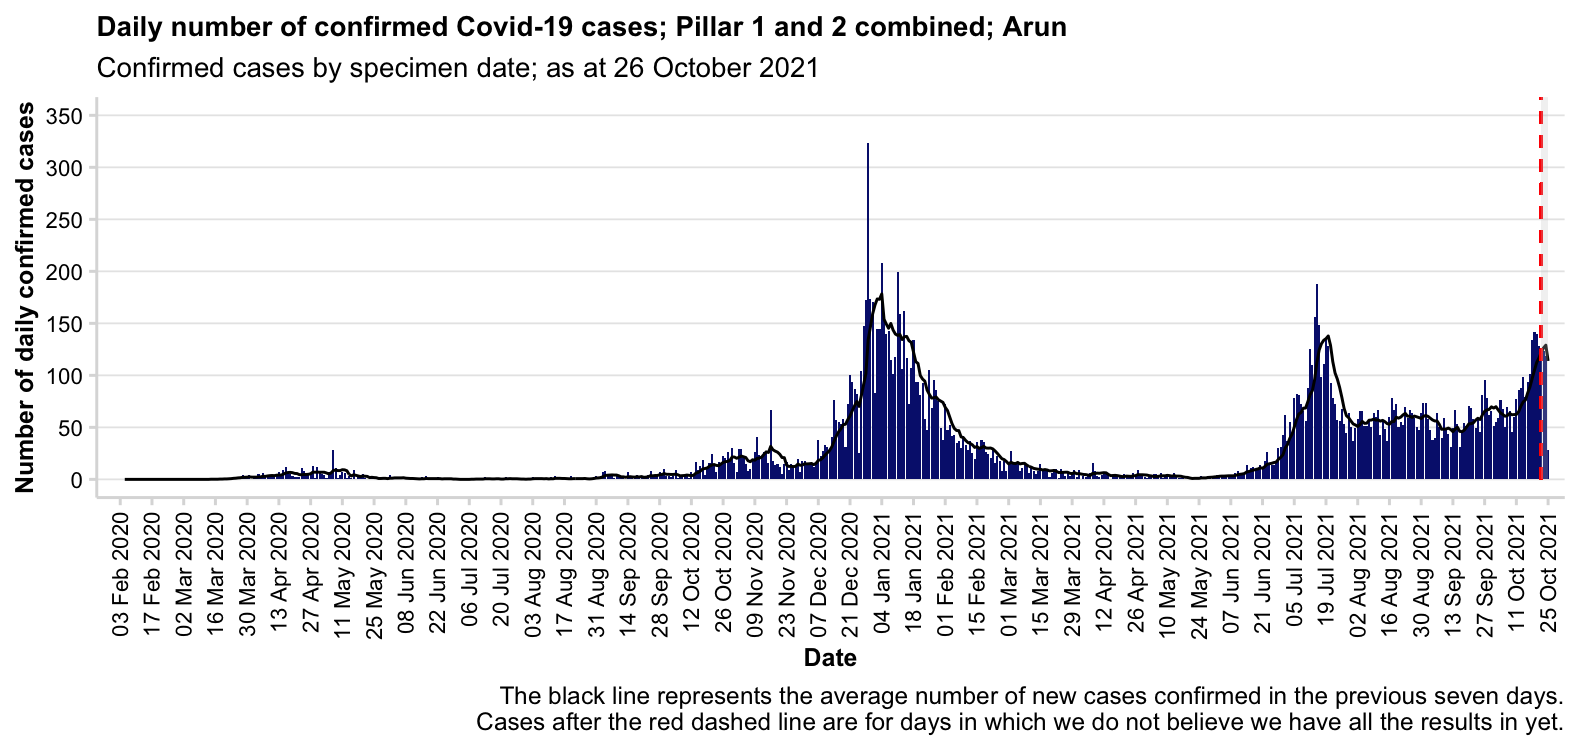 Daily number of confirmed Covid-19 cases; Pillar 1 and 2 combined; Arun
Confirmed cases by specimen date; as at 26 October 2021
Number of daily confirmed cases
350
300
250
200
150
100
50
0
03 Feb 2020
17 Feb 2020
02 Mar 2020
16 Mar 2020
30 Mar 2020
13 Apr 2020
27 Apr 2020
11 May 2020
25 May 2020
08 Jun 2020
22 Jun 2020
06 Jul 2020
20 Jul 2020
03 Aug 2020
17 Aug 2020
31 Aug 2020
14 Sep 2020
28 Sep 2020
12 Oct 2020
26 Oct 2020
09 Nov 2020
23 Nov 2020
07 Dec 2020
21 Dec 2020
04 Jan 2021
18 Jan 2021
01 Feb 2021
15 Feb 2021
01 Mar 2021
15 Mar 2021
29 Mar 2021
12 Apr 2021
26 Apr 2021
10 May 2021
24 May 2021
07 Jun 2021
21 Jun 2021
05 Jul 2021
19 Jul 2021
02 Aug 2021
16 Aug 2021
30 Aug 2021
13 Sep 2021
27 Sep 2021
11 Oct 2021
25 Oct 2021
Date
The black line represents the average number of new cases confirmed in the previous seven days.
Cases after the red dashed line are for days in which we do not believe we have all the results in yet.